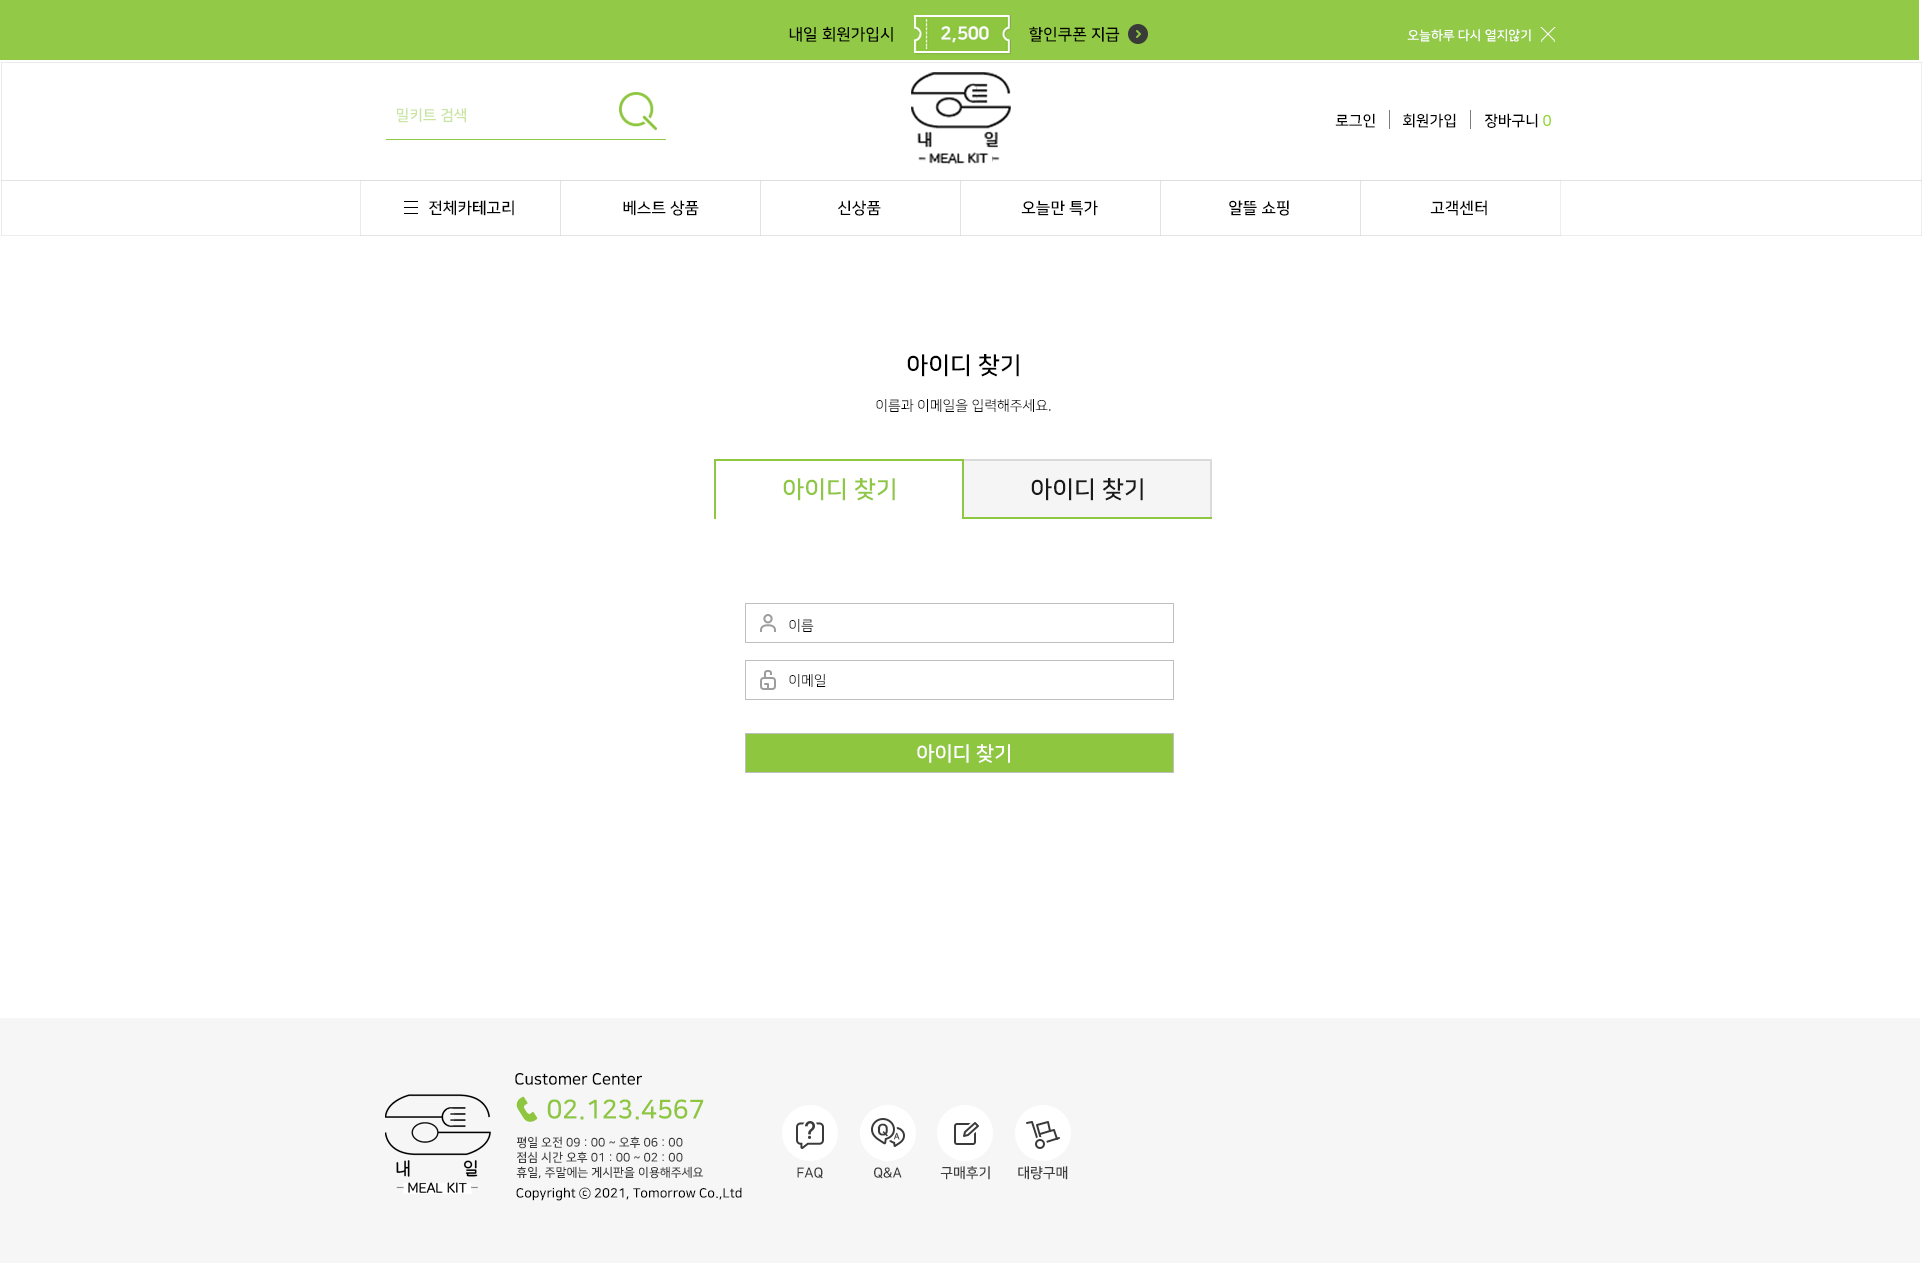 내일 회원가입시 2,500 할인쿠폰 지급
오늘하루 다시 열지않기
밀키트 검색
내 일
- MEAL KIT -
로그인 회원가입 장바구니 0
전체카테고리 베스트 상품 신상품 오늘만 특가 알뜰 쇼핑 고객센터
아이디 찾기
이름과 이메일을 입력해주세요.
아이디 찾기 아이디 찾기
이름
이메일
아이디 찾기
내 일
- MEAL KIT -
Customer Center
02.123.4567
평일 오전 09 : 00 ~ 오후 06 : 00
점심 시간 오후 01 : 00 ~ 02 : 00
휴일, 주말에는 게시판을 이용해주세요
Copyright ⓒ 2021, Tomorrow Co.,Ltd
FAQ Q&A 구매후기 대량구매